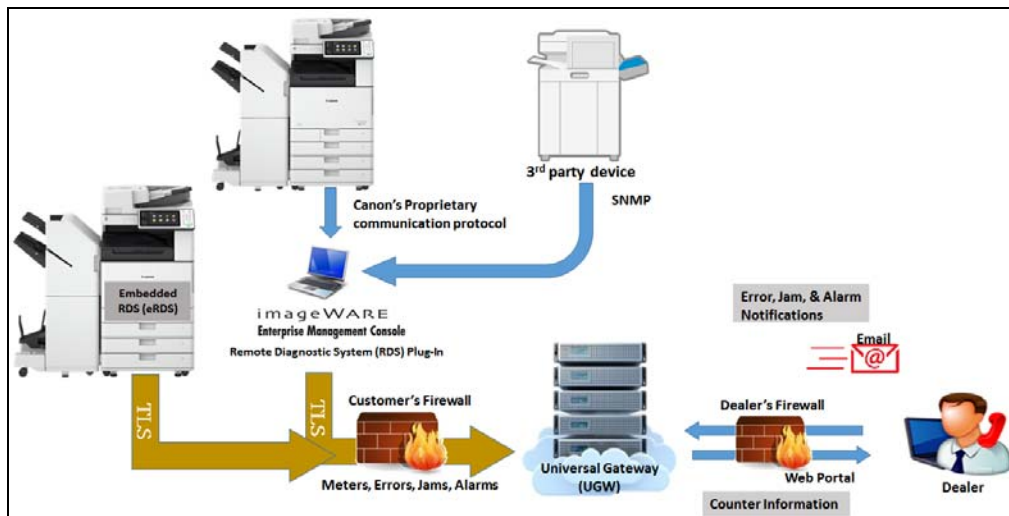 3rd party device
SNMP
Canon's Proprietary
communication protocol
Embedded
RDS (eRDS)
imageWARE
Enterprise Management Console
Remote Diagnostic System (RDS) Plug-In
Error, Jam, & Alarm
Notifications
Email
@
TLS
TLS
Customer's Firewall
Meters, Errors, Jams, Alarms
Universal Gateway
(UGW)
Dealer's Firewall
Web Portal
Counter Information
Dealer